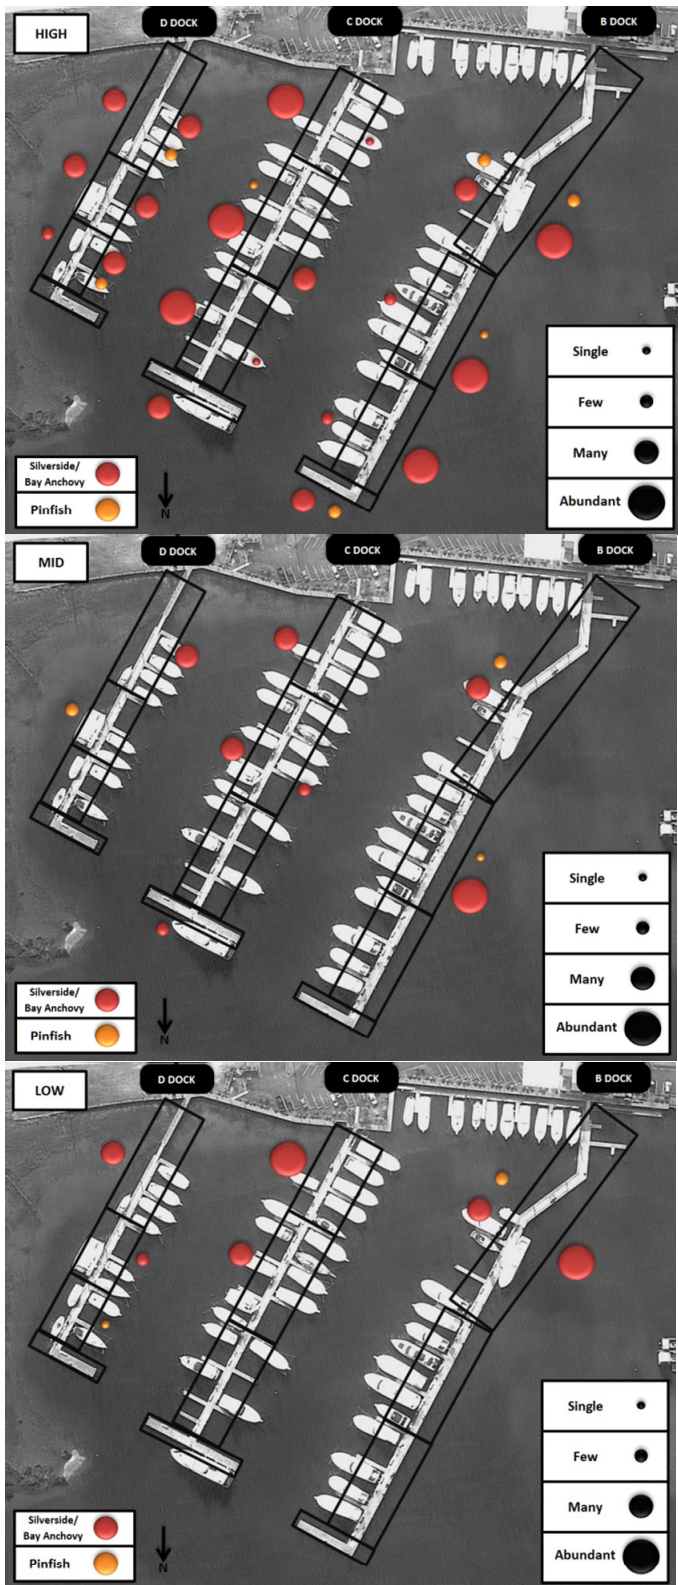 D DOCK
C DOCK
B DOCK
HIGH
Single
Few
Many
Abundant
Silverside/
Bay Anchovy
Pinfish
N
MID
D DOCK
C DOCK
B DOCK
Single
Few
Many
Abundant
Silverside/
Bay Anchovy
Pinfish
N
LOW
D DOCK
C DOCK
B DOCK
Single
Few
Many
Abundant
Silverside/
Bay Anchovy
Pinfish
N